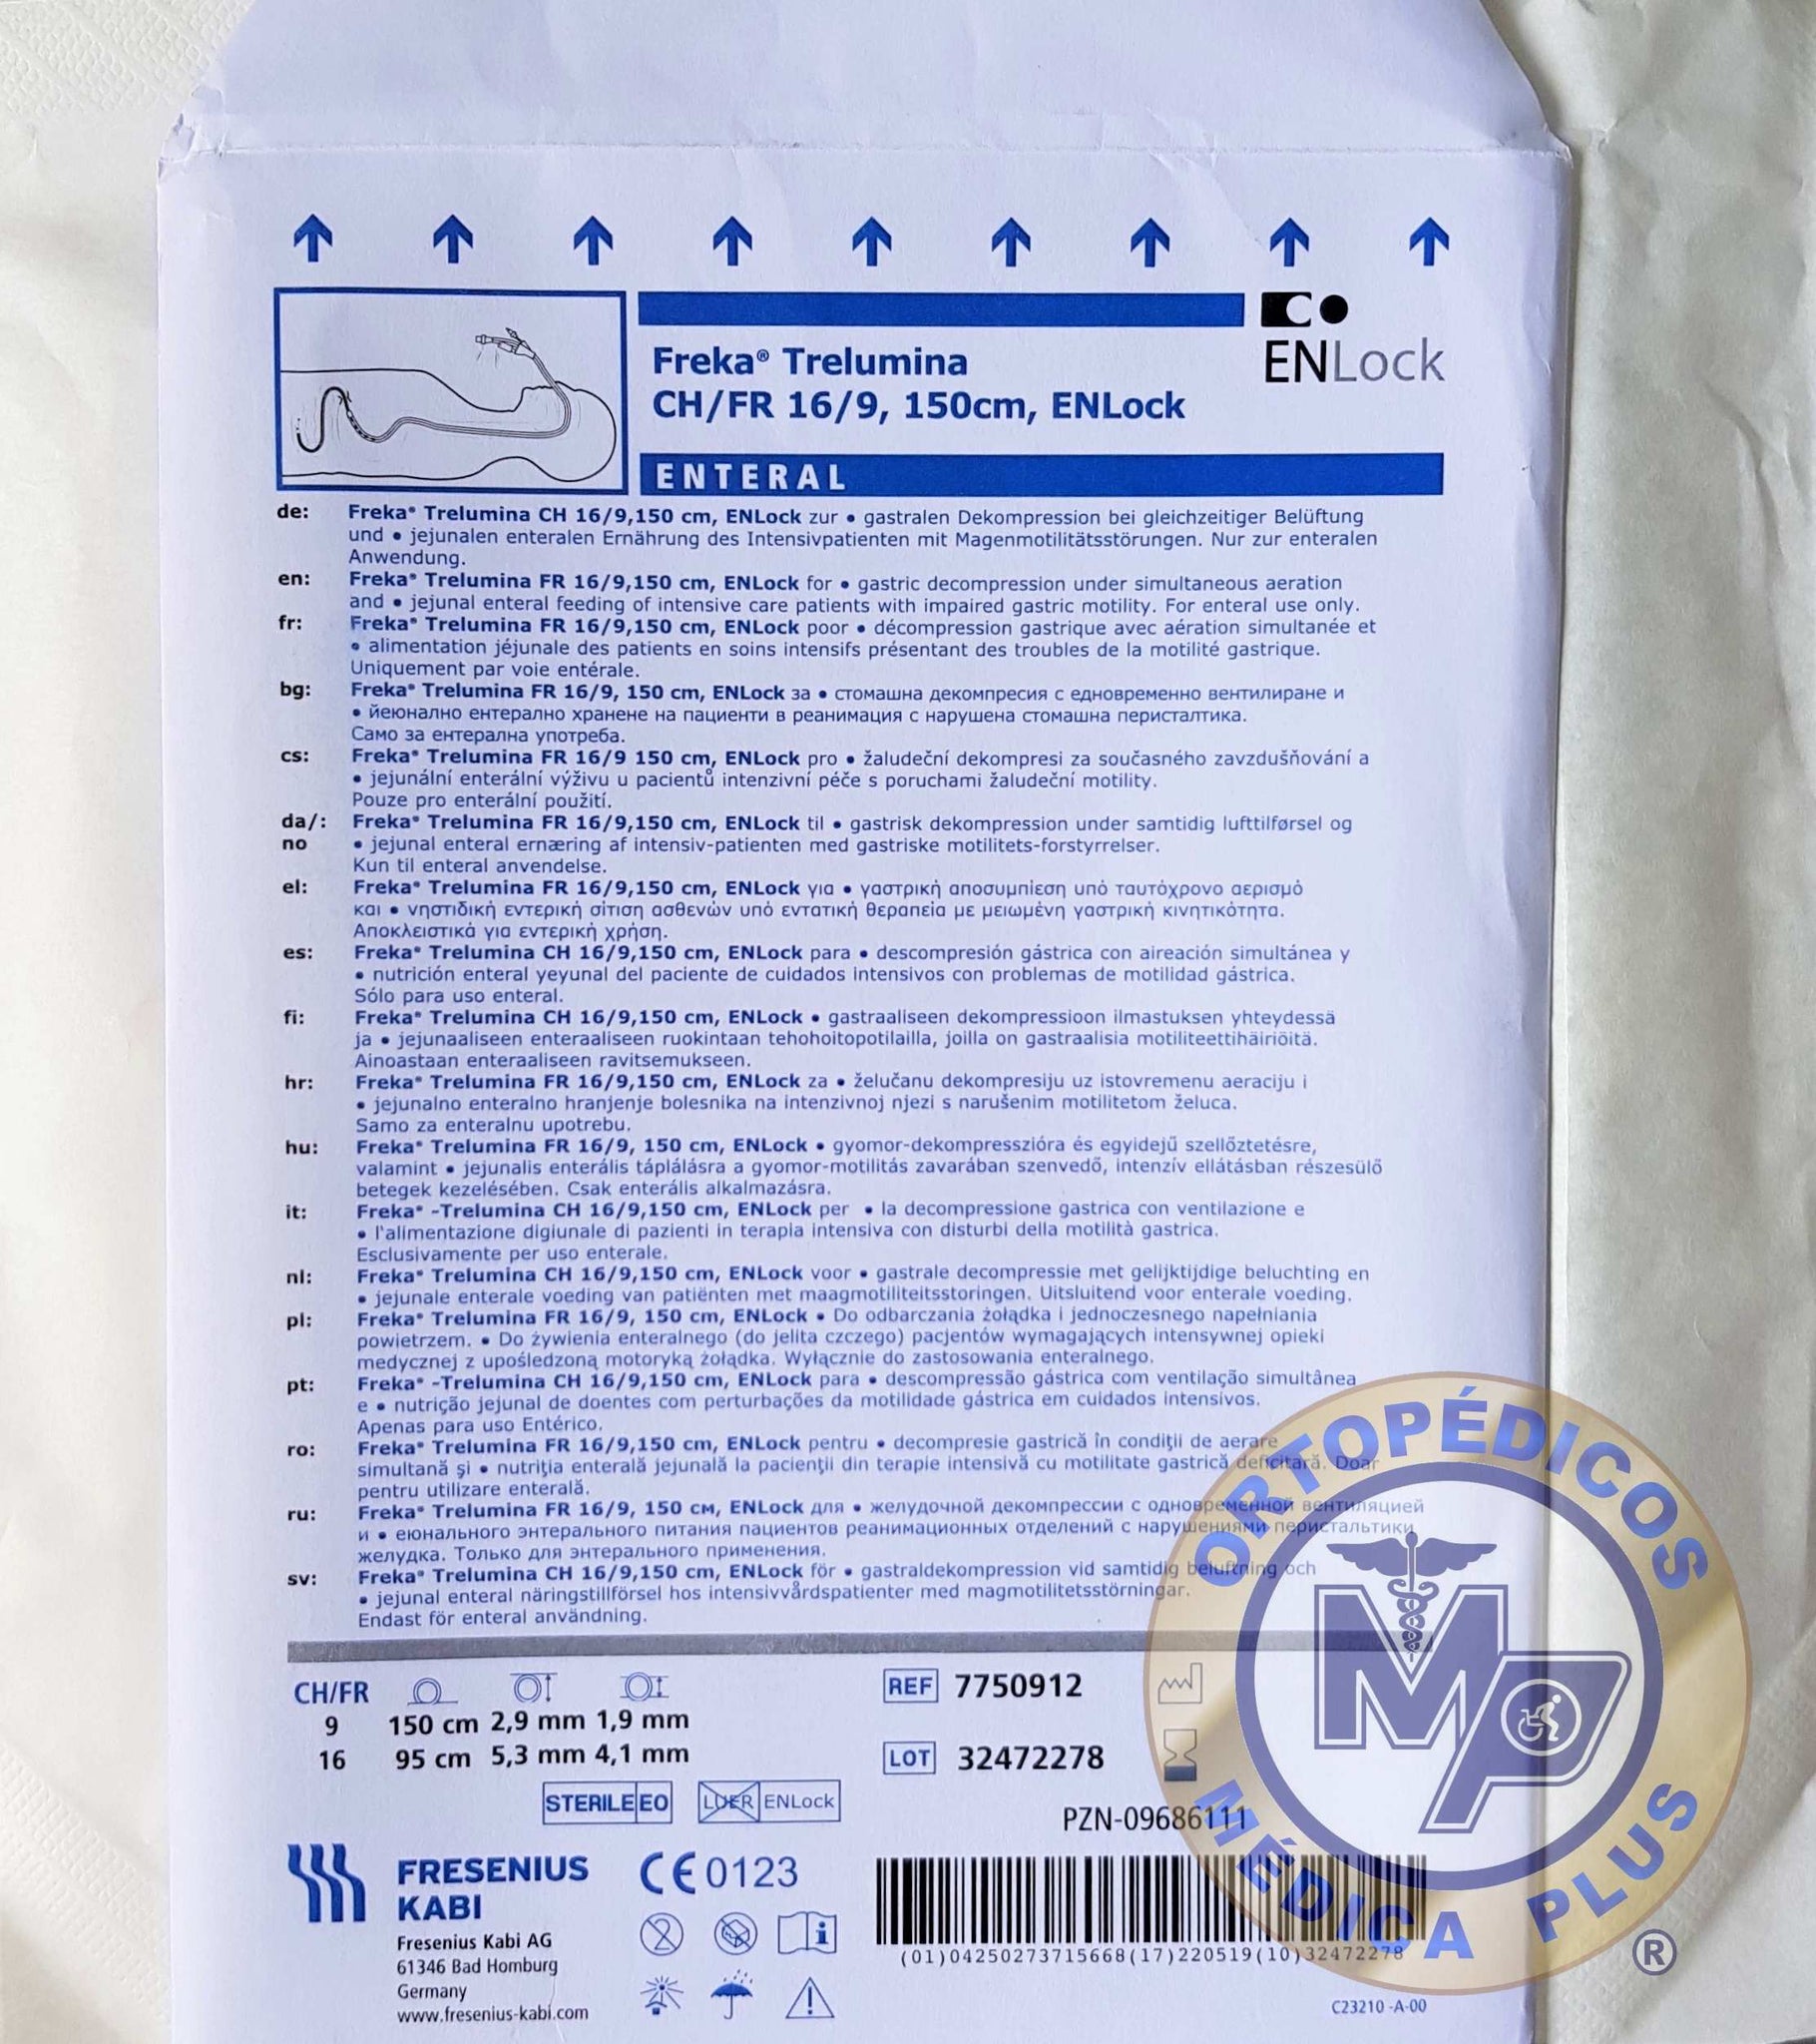 ENLock
Freka® Trelumina
CH/FR 16/9, 150cm, ENLock
ENTERAL
de: Freka® Trelumina CH 16/9,150 cm, ENLock zur • gastralen Dekompression bei gleichzeitiger Belüftung
und • jejunalen enteralen Ernährung des Intensivpatienten mit Magenmotilitätsstörungen. Nur zur enteralen
Anwendung.
en: Freka® Trelumina FR 16/9,150 cm, ENLock for • gastric decompression under simultaneous aeration
and • jejunal enteral feeding of intensive care patients with impaired gastric motility. For enteral use only.
fr: Freka® Trelumina FR 16/9,150 cm, ENLock poor • décompression gastrique avec aération simultanée et
• alimentation jéjunale des patients en soins intensifs présentant des troubles de la motilité gastrique.
Uniquement par voie entérale.
bg: Freka® Trelumina FR 16/9, 150 cm, ENLock за • стомашна декомпресия с едновременно вентилиране и
• йеюнално ентерално хранене на пациенти в реанимация с нарушена стомашна перисталтика.
Само за ентерална употреба.
cs: Freka® Trelumina FR 16/9 150 cm, ENLock pro • žaludeční dekompresi za současného zavzdušňování a
• jejunální enterální výživu u pacientů intenzivní péče s poruchami žaludeční motility.
Pouze pro enterální použití.
da/: Freka® Trelumina FR 16/9,150 cm, ENLock til • gastrisk dekompression under samtidig lufttilførsel og
no • jejunal enteral ernæring af intensiv-patienten med gastriske motilitets-forstyrrelser.
Kun til enteral anvendelse.
el: Freka® Trelumina FR 16/9,150 cm, ENLock για • γαστρική αποσυμπίεση υπό ταυτόχρονο αερισμό
και • νηστιδική εντερική σίτιση ασθενών υπό εντατική θεραπεία με μειωμένη γαστρική κινητικότητα.
Αποκλειστικά για εντερική χρήση.
es: Freka® Trelumina CH 16/9,150 cm, ENLock para • descompresión gástrica con aireación simultánea y
• nutrición enteral yeyunal del paciente de cuidados intensivos con problemas de motilidad gástrica.
Sólo para uso enteral.
fi: Freka® Trelumina CH 16/9,150 cm, ENLock • gastraaliseen dekompressioon ilmastuksen yhteydessä
ja • jejunaaliseen enteraaliseen ruokintaan tehohoitopotilailla, joilla on gastraalisia motiliteettihäiriöitä.
Ainoastaan enteraaliseen ravitsemukseen.
hr: Freka® Trelumina FR 16/9,150 cm, ENLock za • želučanu dekompresiju uz istovremenu aeraciju i
• jejunalno enteralno hranjenje bolesnika na intenzivnoj njezi s narušenim motilitetom želuca.
Samo za enteralnu upotrebu.
hu: Freka® Trelumina FR 16/9, 150 cm, ENLock • gyomor-dekompresszióra és egyidejű szellőztetésre,
valamint • jejunalis enterális táplálásra a gyomor-motilitás zavarában szenvedő, intenzív ellátásban részesülő
betegek kezelésében. Csak enterális alkalmazásra.
it: Freka® -Trelumina CH 16/9,150 cm, ENLock per • la decompressione gastrica con ventilazione e
• l'alimentazione digiunale di pazienti in terapia intensiva con disturbi della motilità gastrica.
Esclusivamente per uso enterale.
nl: Freka® Trelumina CH 16/9,150 cm, ENLock voor • gastrale decompressie met gelijktijdige beluchting en
• jejunale enterale voeding van patiënten met maagmotiliteitsstoringen. Uitsluitend voor enterale voeding.
pl: Freka® Trelumina FR 16/9, 150 cm, ENLock • Do odbarczania żołądka i jednoczesnego napełniania
powietrzem. • Do żywienia enteralnego (do jelita czczego) pacjentów wymagających intensywnej opieki
medycznej z upośledzoną motoryką żołądka. Wyłącznie do zastosowania enteralnego.
pt: Freka® -Trelumina CH 16/9,150 cm, ENLock para • descompressão gástrica com ventilação simultânea
e • nutrição jejunal de doentes com perturbações da motilidade gástrica em cuidados intensivos.
Apenas para uso Entérico.
ro: Freka® Trelumina FR 16/9,150 cm, ENLock pentru • decompresie gastrică în condiţii de aerare
simultană şi • nutriţia enterală jejunală la pacienţii din terapie intensivă cu motilitate gastrică deficitară. Doar
pentru utilizare enterală.
ru: Freka® Trelumina FR 16/9, 150 см, ENLock для • желудочной декомпрессии с одновременной вентиляцией
и • еюнального энтерального питания пациентов реанимационных отделений с нарушениями перистальтики
желудка. Только для энтерального применения.
sv: Freka® Trelumina CH 16/9,150 cm, ENLock för • gastraldekompression vid samtidig beluftning och
• jejunal enteral näringstillförsel hos intensivvårdspatienter med magmotilitetsstörningar.
Endast för enteral användning.
CH/FR
9 150 cm 2,9 mm 1,9 mm
16 95 cm 5,3 mm 4,1 mm
STERILE EO
LUER ENLock
REF 7750912
LOT 32472278
PZN-09686111
FRESENIUS
KABI
Fresenius Kabi AG
61346 Bad Homburg
Germany
www.fresenius-kabi.com
CE 0123
2
i
(01)04250273715668(17)220519(10)32472278
C23210 -A-00
ORTOPÉDICOS
MP
MÉDICA PLUS
®